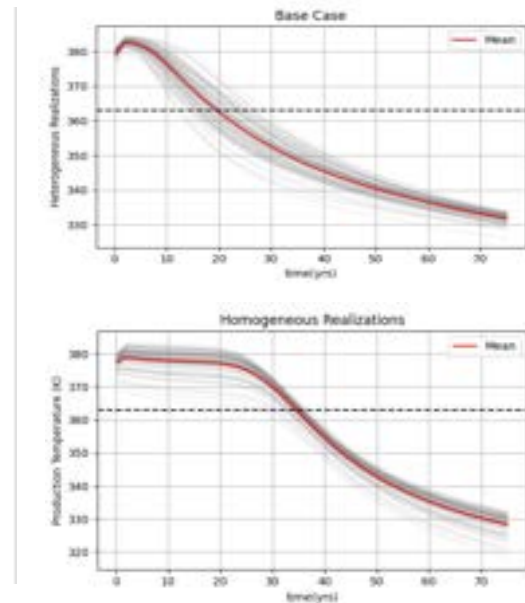 Base Case
Mean
Heterogeneous Realizations
380
370
360
350
340
330
0 10 20 30 40 50 60 70
time(yrs)
Homogeneous Realizations
Mean
Production Temperature (K)
380
370
360
350
340
330
320
0 10 20 30 40 50 60 70
time(yrs)